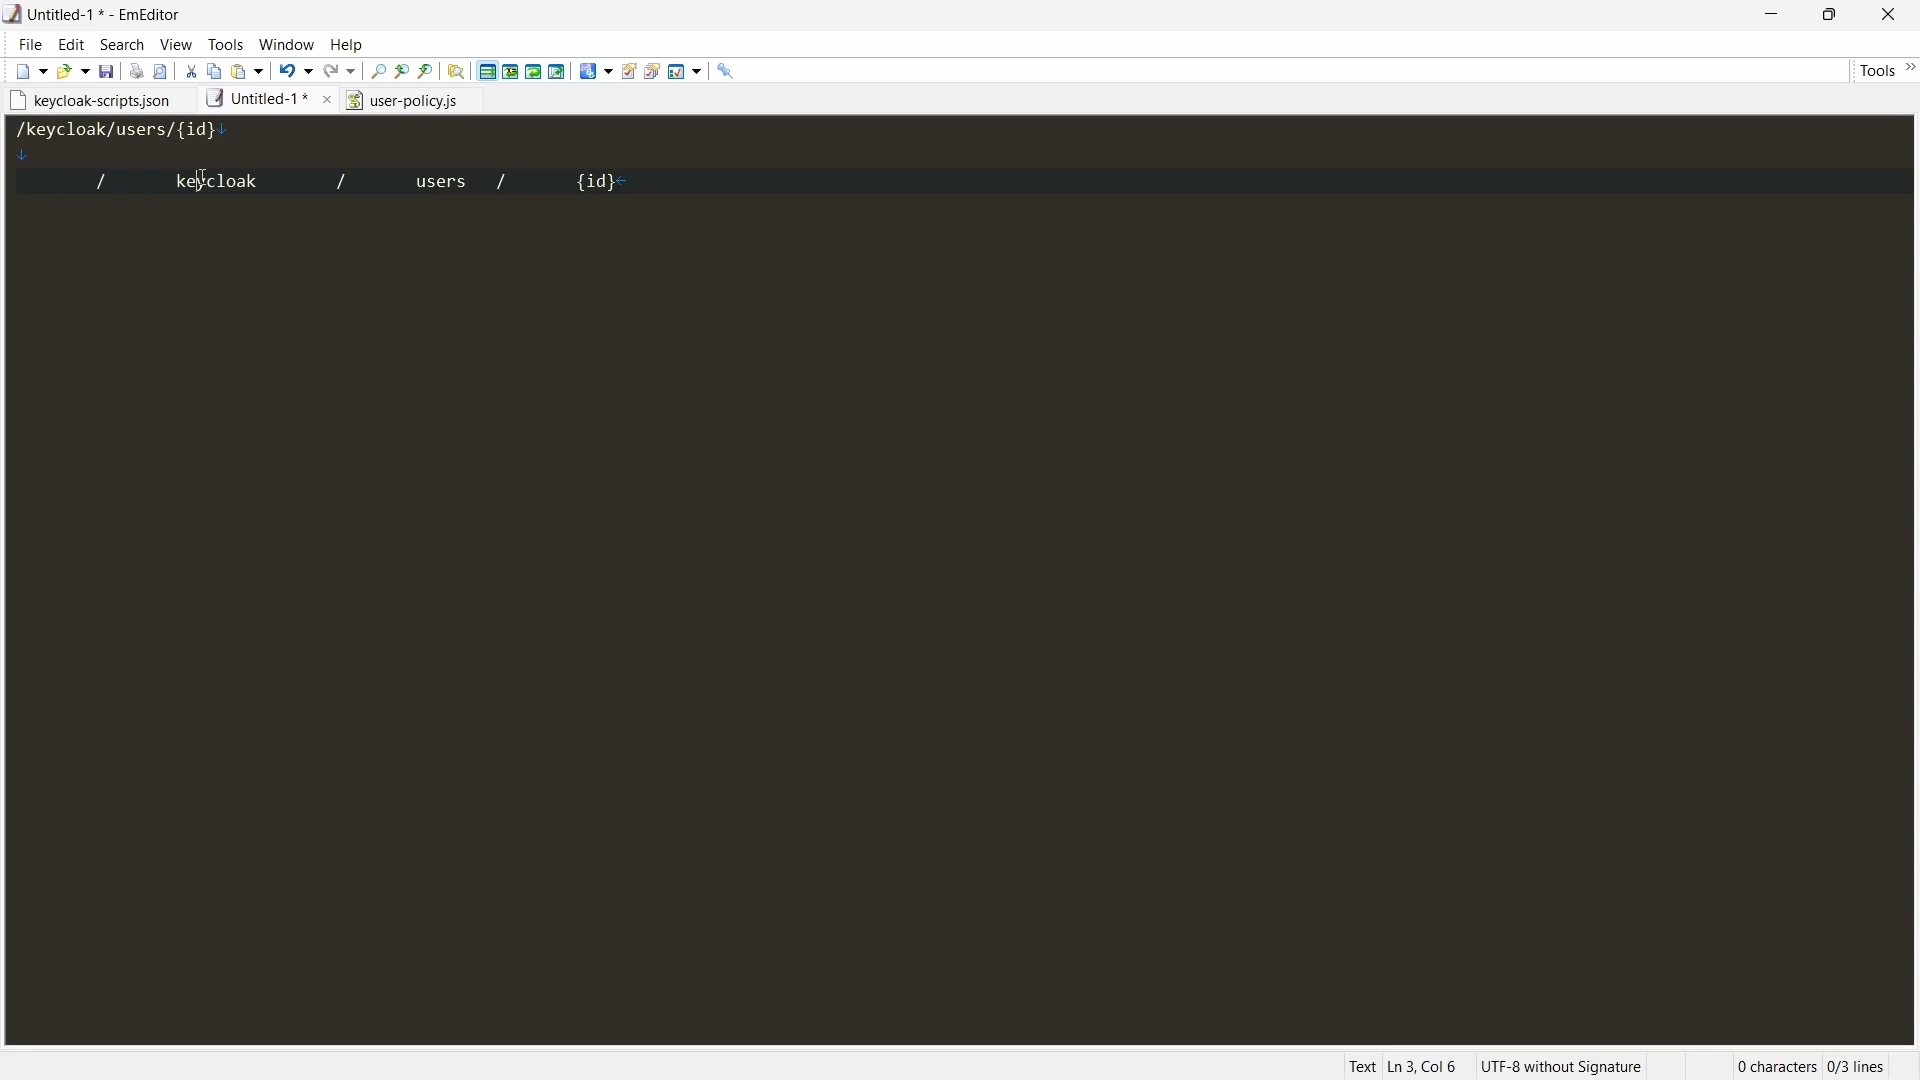 Untitled-1 * - EmEditor
File Edit Search View Tools Window Help
Tools »
keycloak-scripts.json Untitled-1 * × user-policy.js
/keycloak/users/{id}↓
↓
/ keycloak / users / {id}←
Text Ln 3, Col 6 UTF-8 without Signature 0 characters 0/3 lines